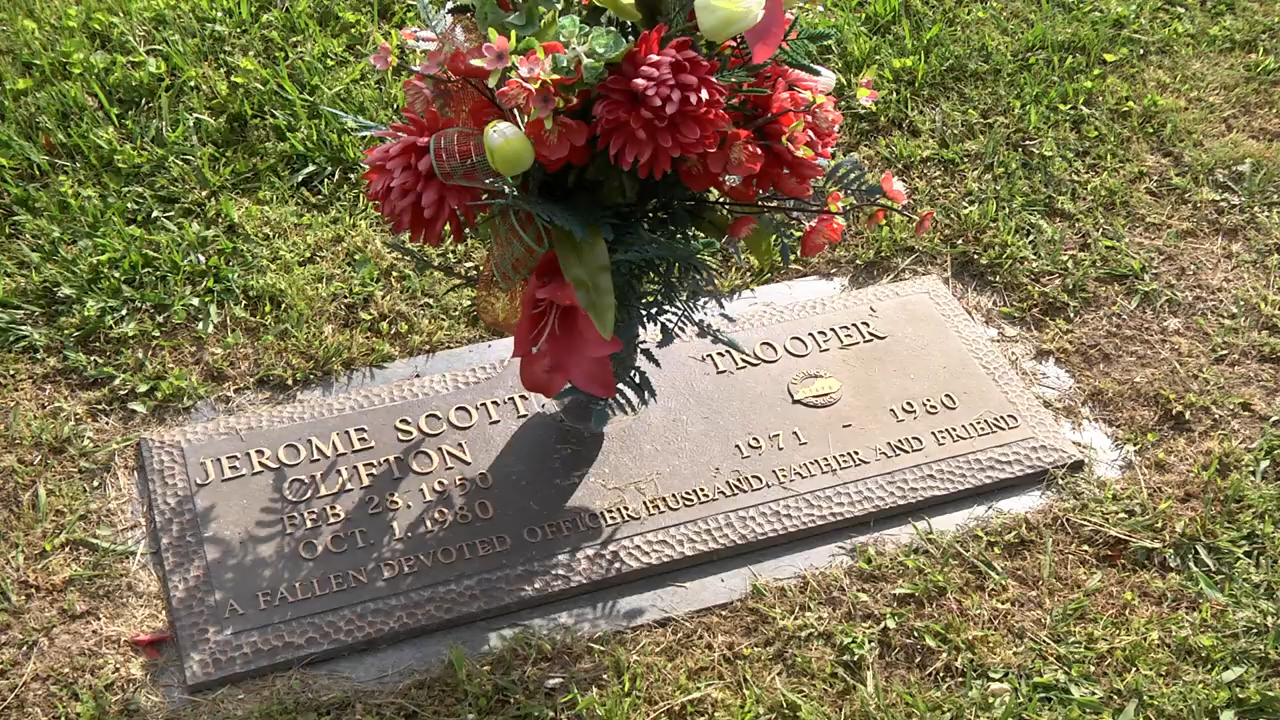 JEROME SCOTT
CLIFTON
FEB. 28, 1950
OCT. 1, 1980
TROOPER
1971 - 1980
A FALLEN DEVOTED OFFICER, HUSBAND, FATHER AND FRIEND